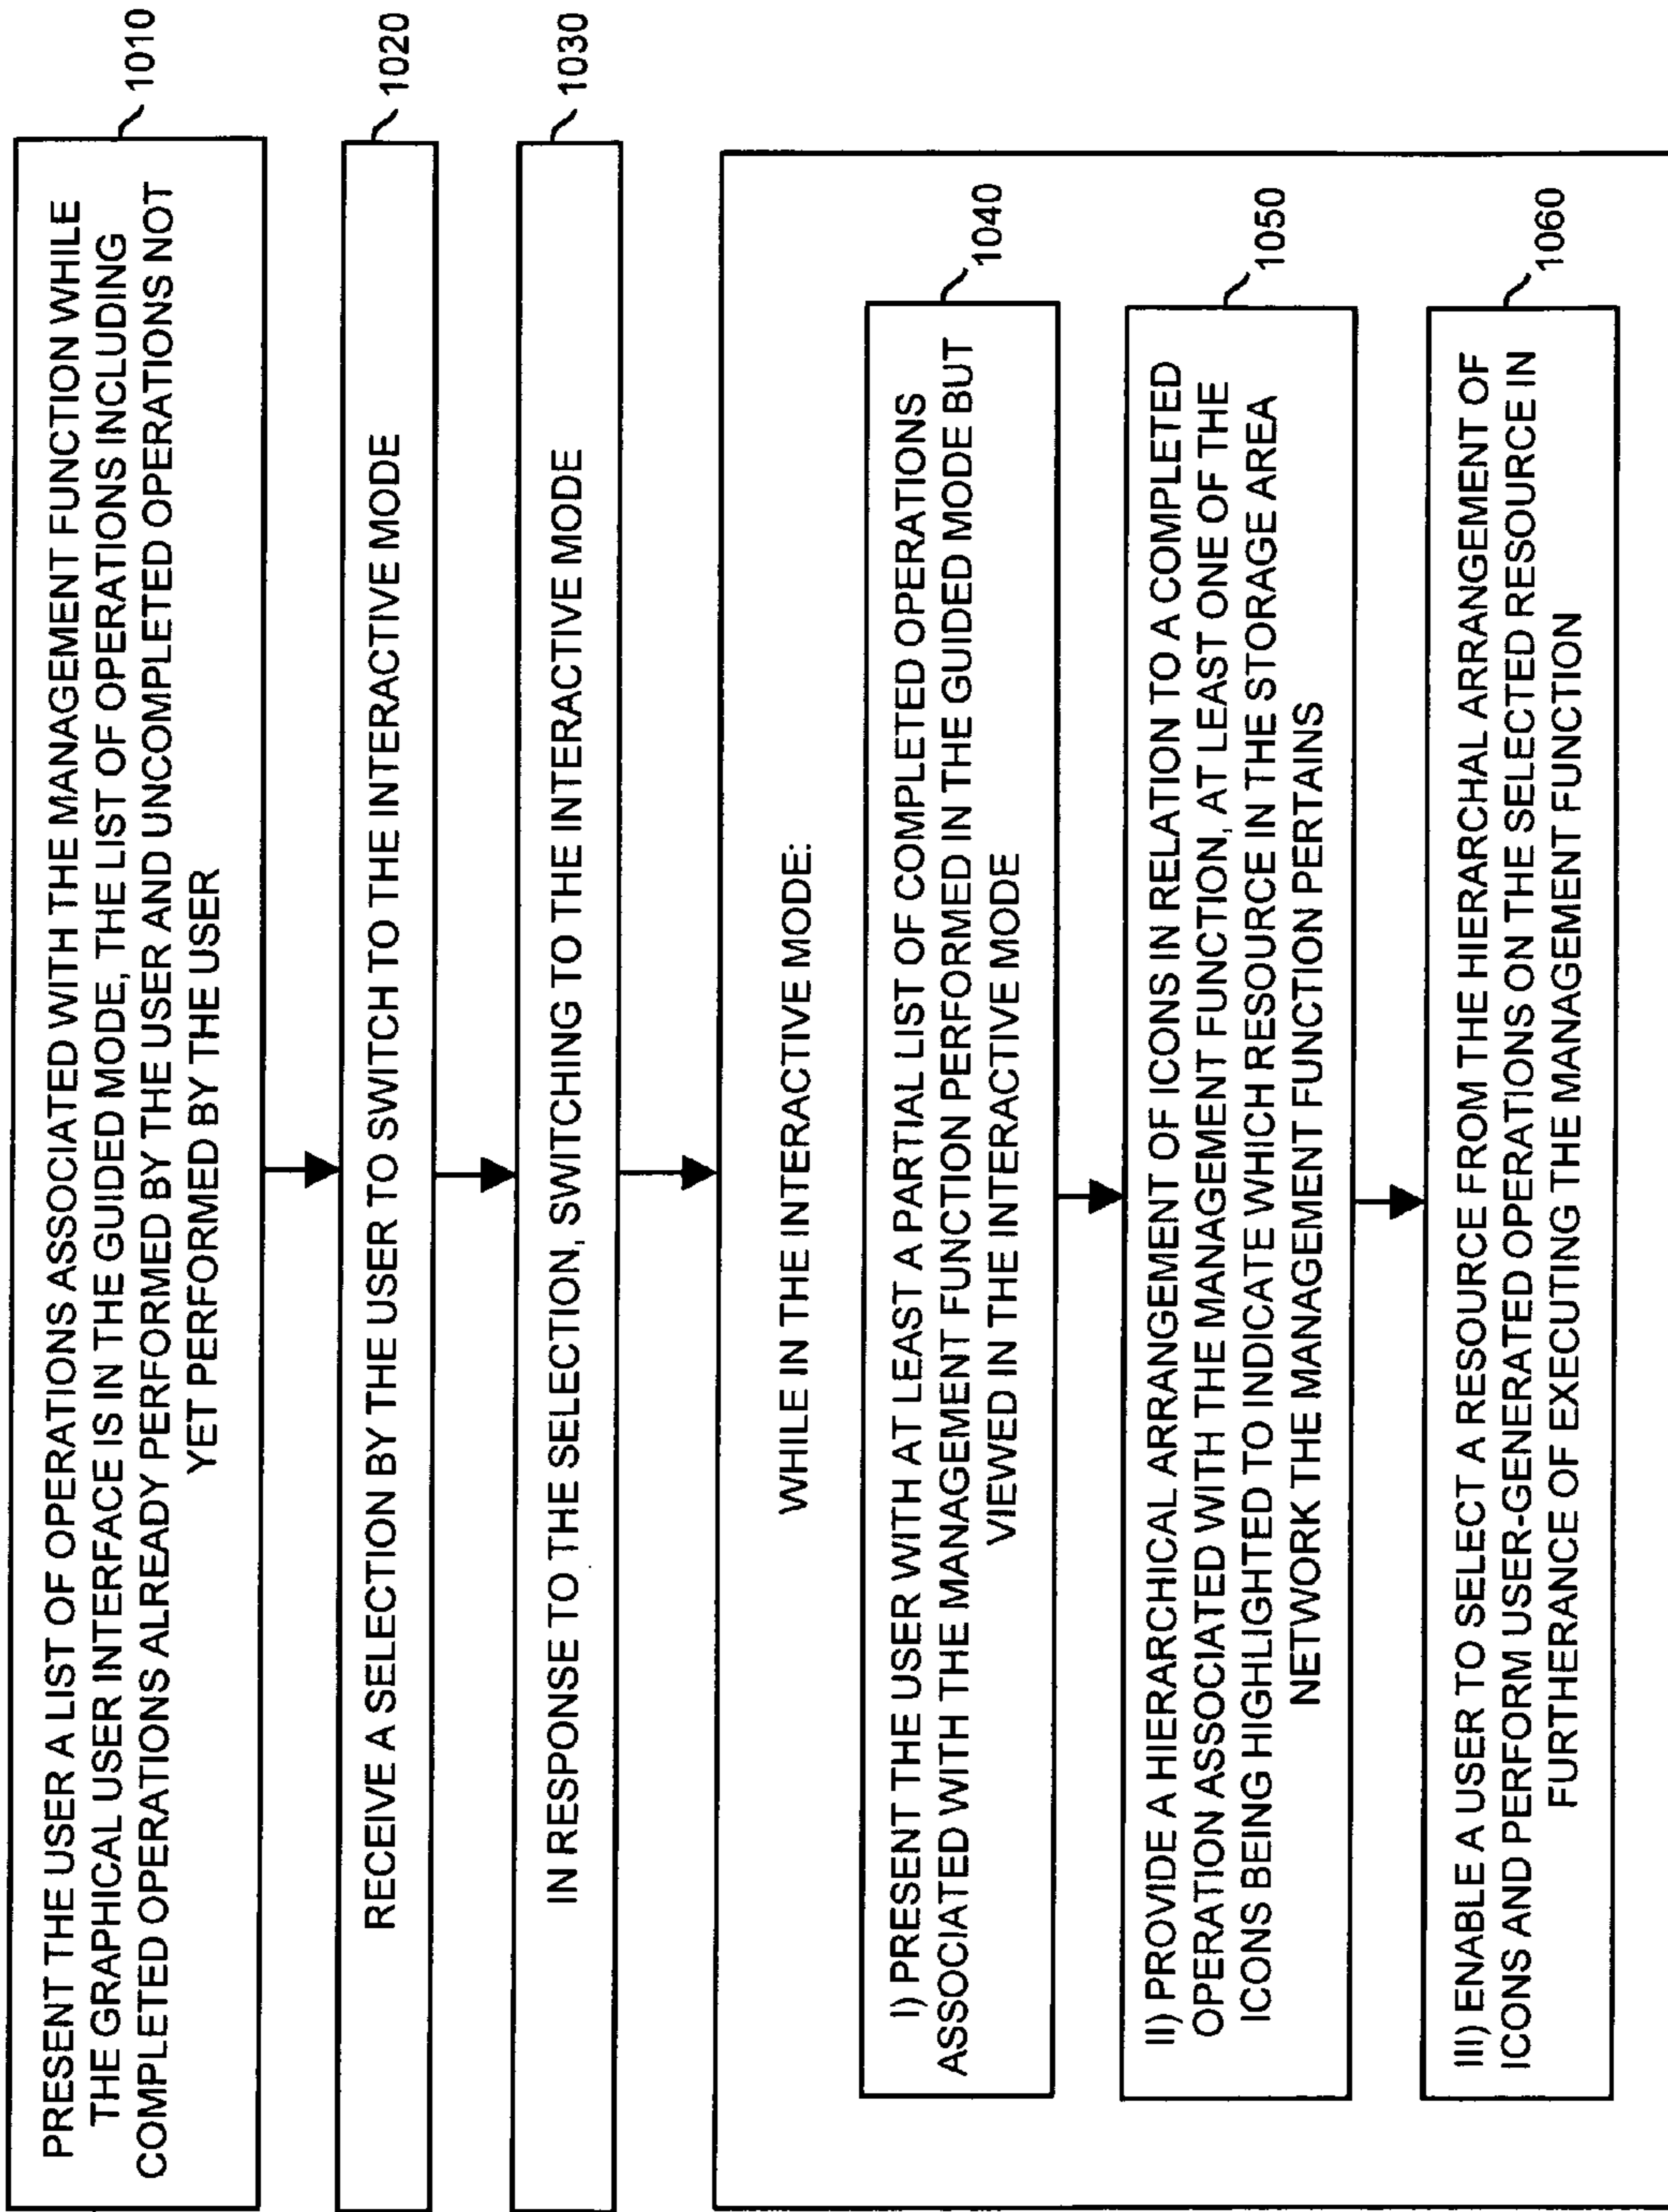 PRESENT THE USER A LIST OF OPERATIONS ASSOCIATED WITH THE MANAGEMENT FUNCTION WHILE
THE GRAPHICAL USER INTERFACE IS IN THE GUIDED MODE, THE LIST OF OPERATIONS INCLUDING
COMPLETED OPERATIONS ALREADY PERFORMED BY THE USER AND UNCOMPLETED OPERATIONS NOT
YET PERFORMED BY THE USER
1010
RECEIVE A SELECTION BY THE USER TO SWITCH TO THE INTERACTIVE MODE
1020
IN RESPONSE TO THE SELECTION, SWITCHING TO THE INTERACTIVE MODE
1030
WHILE IN THE INTERACTIVE MODE:
I) PRESENT THE USER WITH AT LEAST A PARTIAL LIST OF COMPLETED OPERATIONS
ASSOCIATED WITH THE MANAGEMENT FUNCTION PERFORMED IN THE GUIDED MODE BUT
VIEWED IN THE INTERACTIVE MODE
1040
II) PROVIDE A HIERARCHICAL ARRANGEMENT OF ICONS IN RELATION TO A COMPLETED
OPERATION ASSOCIATED WITH THE MANAGEMENT FUNCTION, AT LEAST ONE OF THE
ICONS BEING HIGHLIGHTED TO INDICATE WHICH RESOURCE IN THE STORAGE AREA
NETWORK THE MANAGEMENT FUNCTION PERTAINS
1050
III) ENABLE A USER TO SELECT A RESOURCE FROM THE HIERARCHAL ARRANGEMENT OF
ICONS AND PERFORM USER-GENERATED OPERATIONS ON THE SELECTED RESOURCE IN
FURTHERANCE OF EXECUTING THE MANAGEMENT FUNCTION
1060